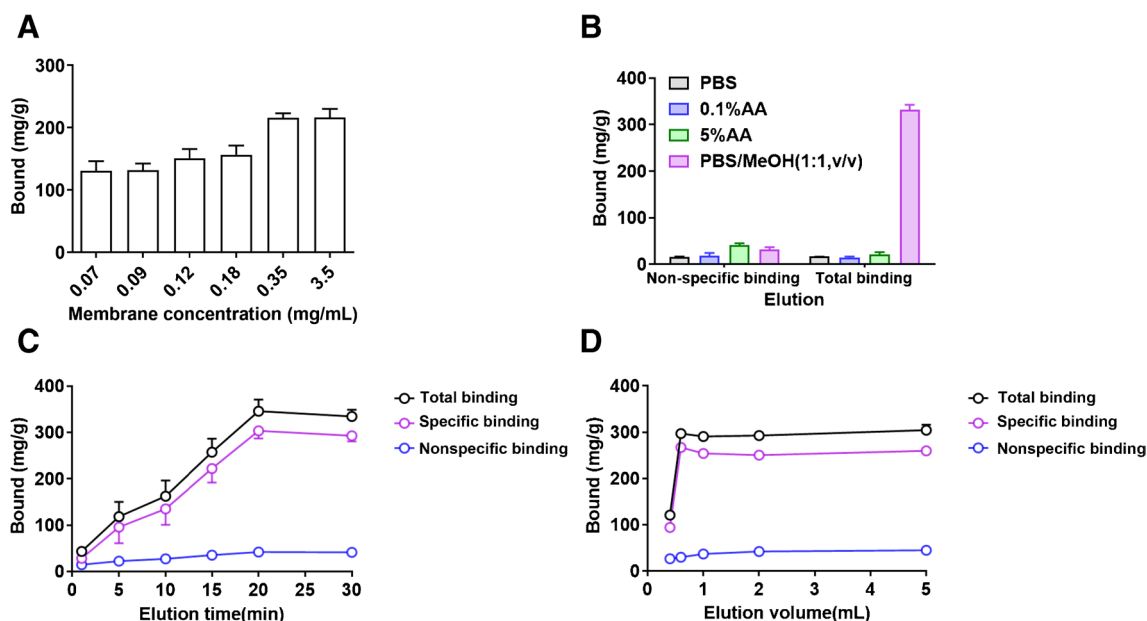 A
Bound (mg/g)
300
200
100
0
0.07 0.09 0.12 0.18 0.35 3.5
Membrane concentration (mg/mL)
B
Bound (mg/g)
400
300
200
100
0
PBS
0.1%AA
5%AA
PBS/MeOH(1:1,v/v)
Non-specific binding Total binding
Elution
C
Bound (mg/g)
400
300
200
100
0
0 5 10 15 20 25 30
Elution time(min)
Total binding
Specific binding
Nonspecific binding
D
Bound (mg/g)
400
300
200
100
0
0 1 2 3 4 5
Elution volume(mL)
Total binding
Specific binding
Nonspecific binding